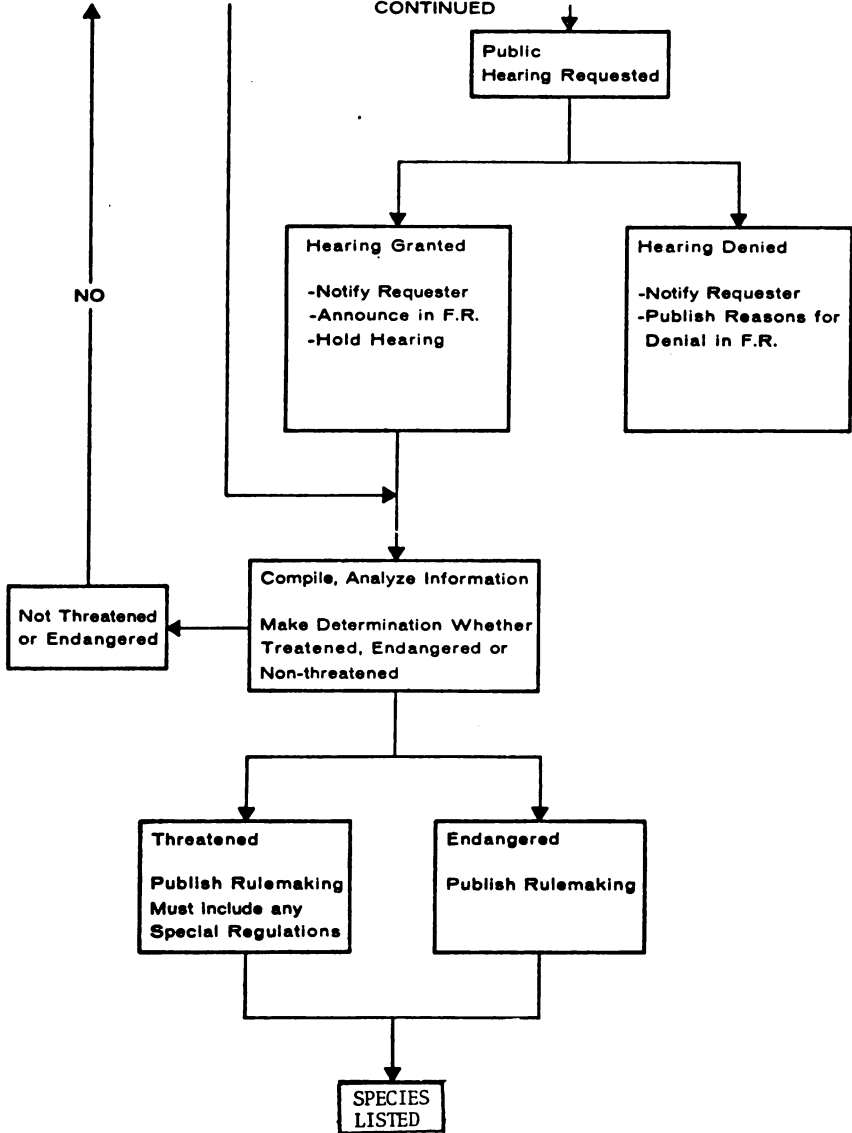 CONTINUED
Public
Hearing Requested
Hearing Granted
-Notify Requester
-Announce in F.R.
-Hold Hearing
Hearing Denied
-Notify Requester
-Publish Reasons for
Denial in F.R.
NO
Compile, Analyze Information
Make Determination Whether
Treatened, Endangered or
Non-threatened
Not Threatened
or Endangered
Threatened
Publish Rulemaking
Must include any
Special Regulations
Endangered
Publish Rulemaking
SPECIES
LISTED